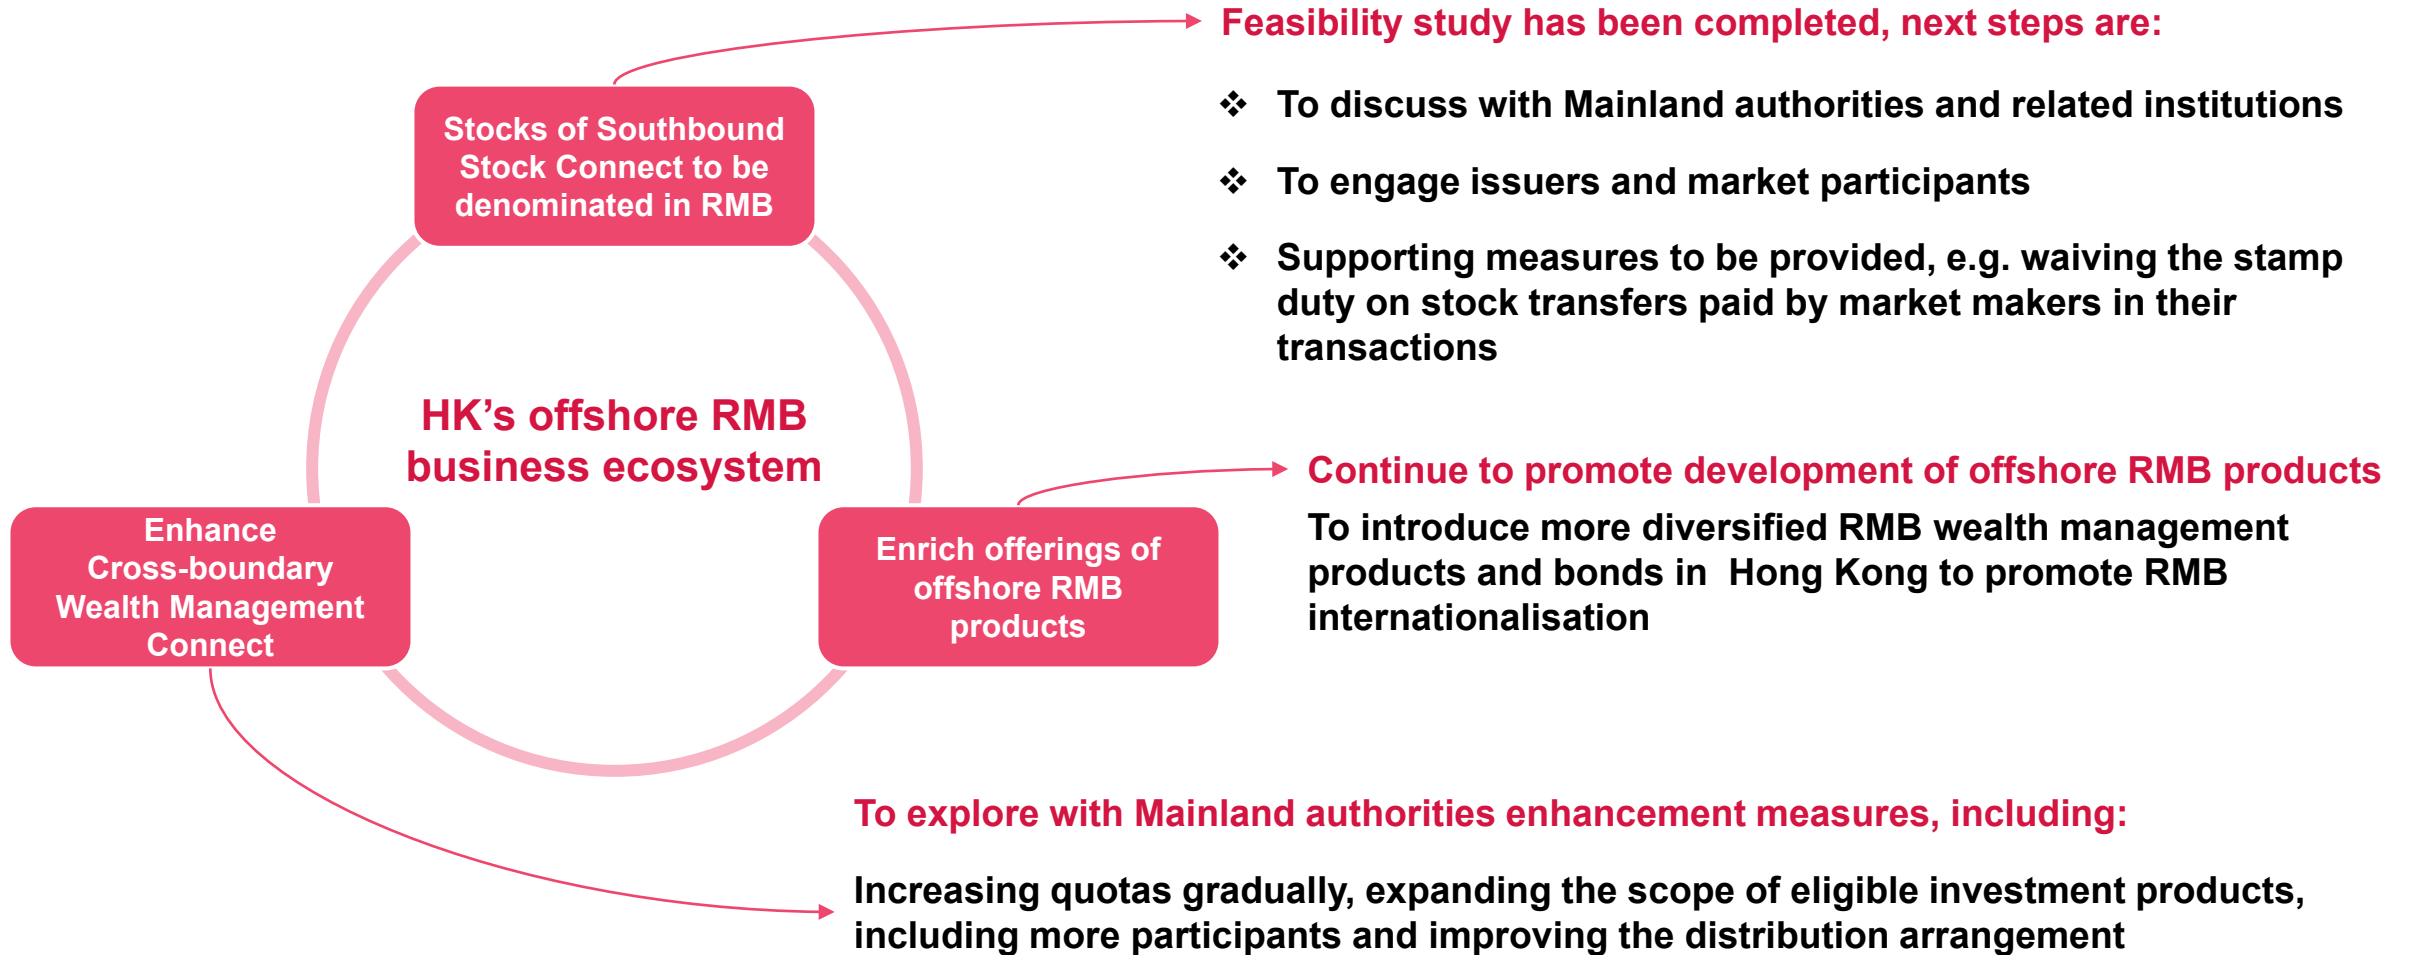 Feasibility study has been completed, next steps are:
❖ To discuss with Mainland authorities and related institutions
❖ To engage issuers and market participants
❖ Supporting measures to be provided, e.g. waiving the stamp
duty on stock transfers paid by market makers in their
transactions
Stocks of Southbound
Stock Connect to be
denominated in RMB
HK’s offshore RMB
business ecosystem
Continue to promote development of offshore RMB products
To introduce more diversified RMB wealth management
products and bonds in  Hong Kong to promote RMB
internationalisation
Enrich offerings of
offshore RMB
products
Enhance
Cross-boundary
Wealth Management
Connect
To explore with Mainland authorities enhancement measures, including:
Increasing quotas gradually, expanding the scope of eligible investment products,
including more participants and improving the distribution arrangement